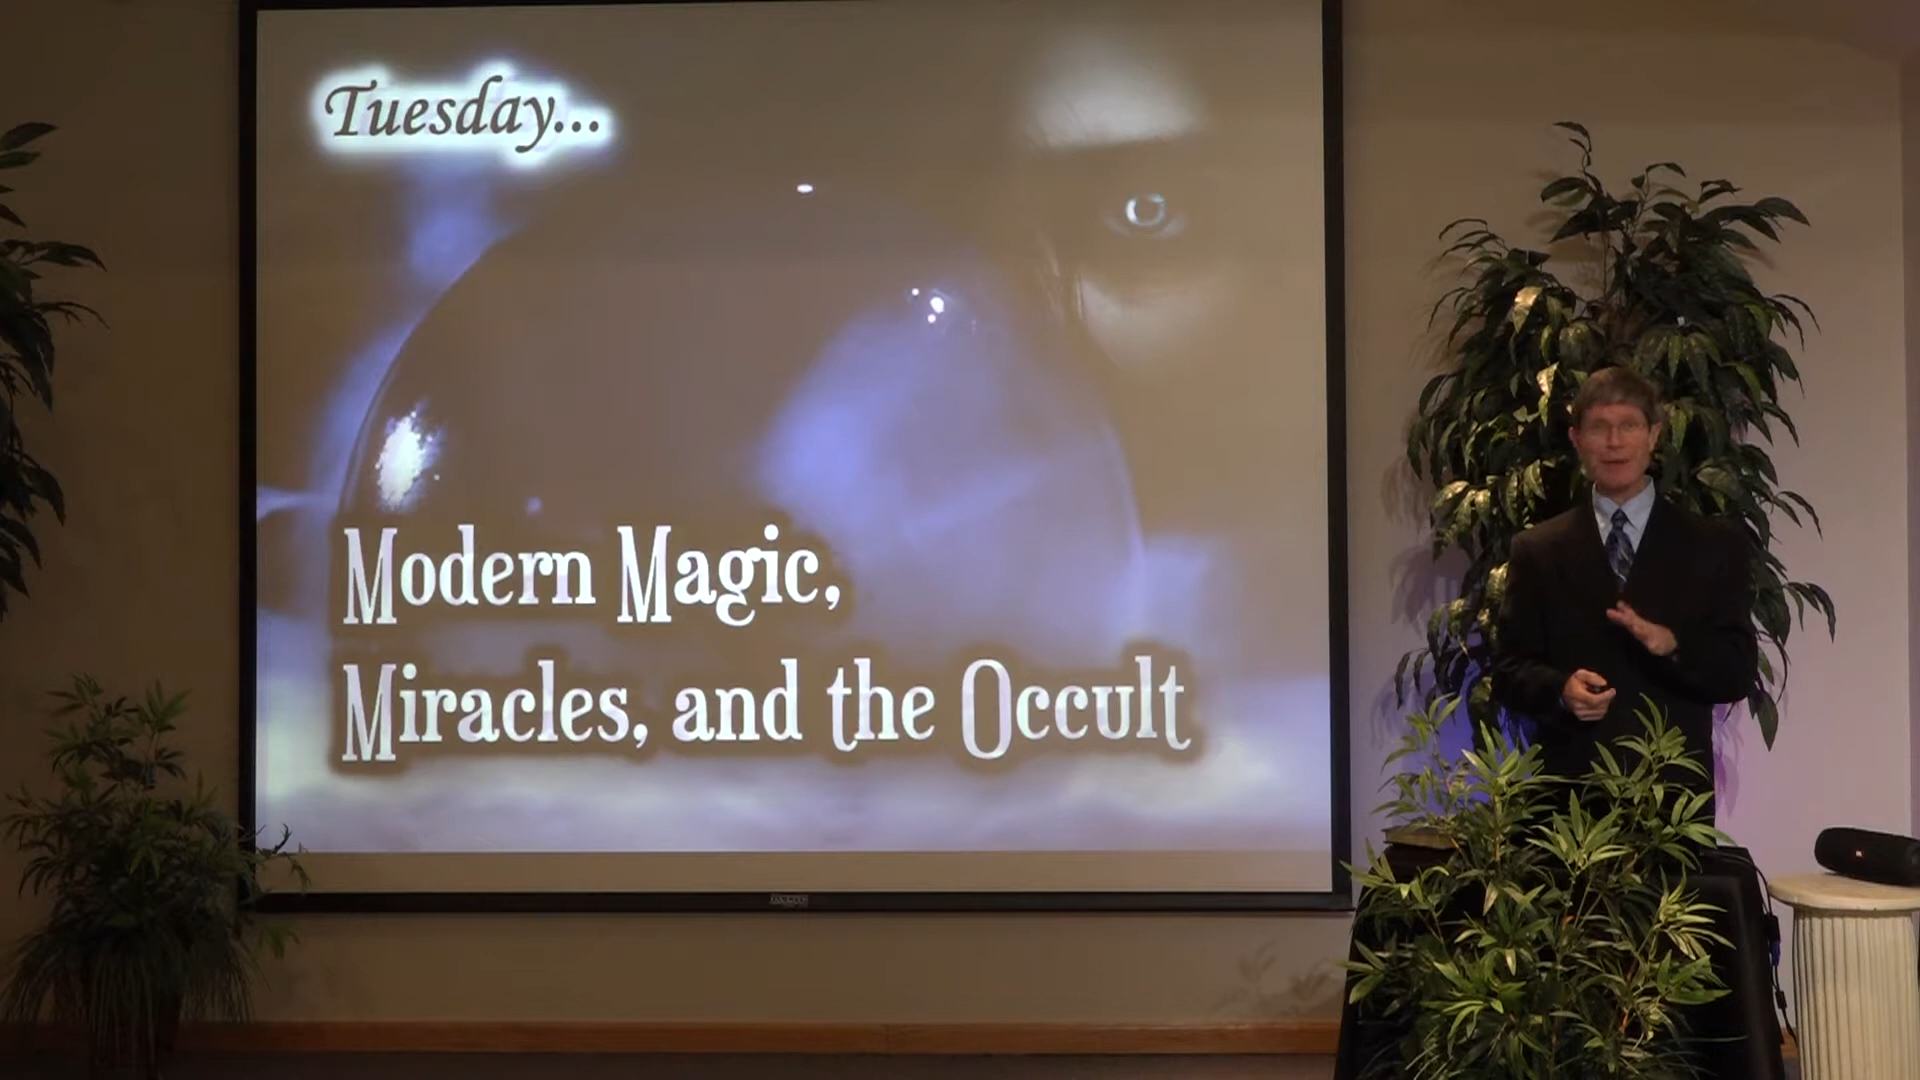 Tuesday...
Modern Magic,
Miracles, and the Occult